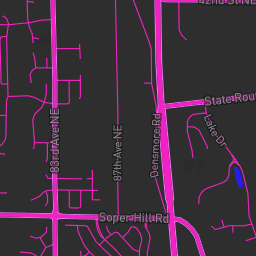 42nd St NE
State Rout
Lake Dr
83rd Ave NE
87th Ave NE
Densmore Rd
Soper Hill Rd